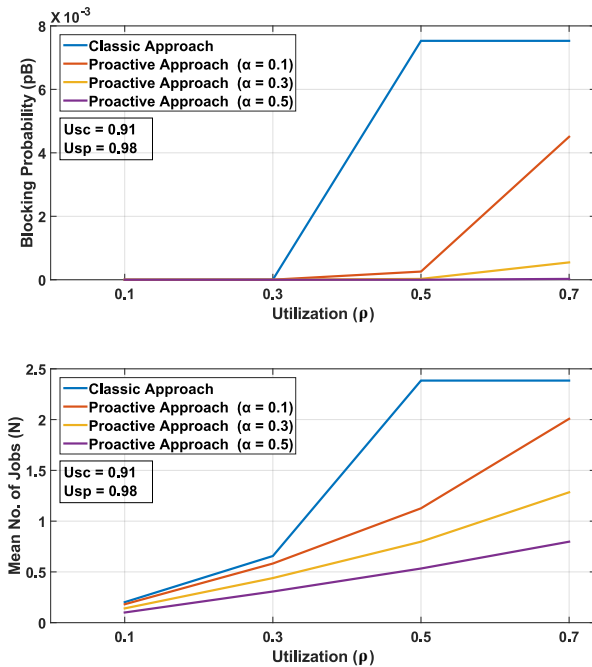 X 10-3
8
6
4
2
0
Blocking Probability (pB)
Classic Approach
Proactive Approach (α = 0.1)
Proactive Approach (α = 0.3)
Proactive Approach (α = 0.5)
Usc = 0.91
Usp = 0.98
0.1 0.3 0.5 0.7
Utilization (ρ)
2.5
2
1.5
1
0.5
0
Mean No. of Jobs (N)
Classic Approach
Proactive Approach (α = 0.1)
Proactive Approach (α = 0.3)
Proactive Approach (α = 0.5)
Usc = 0.91
Usp = 0.98
0.1 0.3 0.5 0.7
Utilization (ρ)